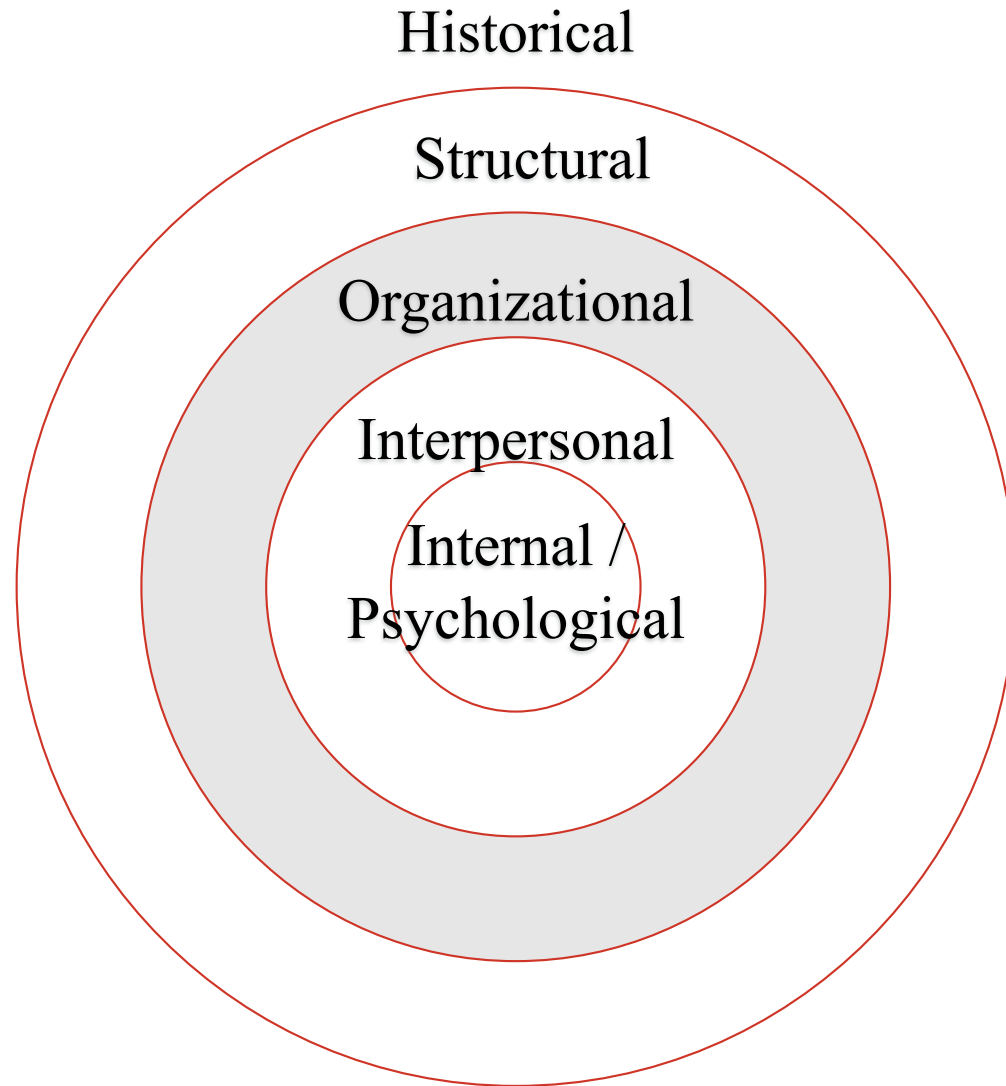 Historical
Structural
Organizational
Interpersonal
Internal /
Psychological